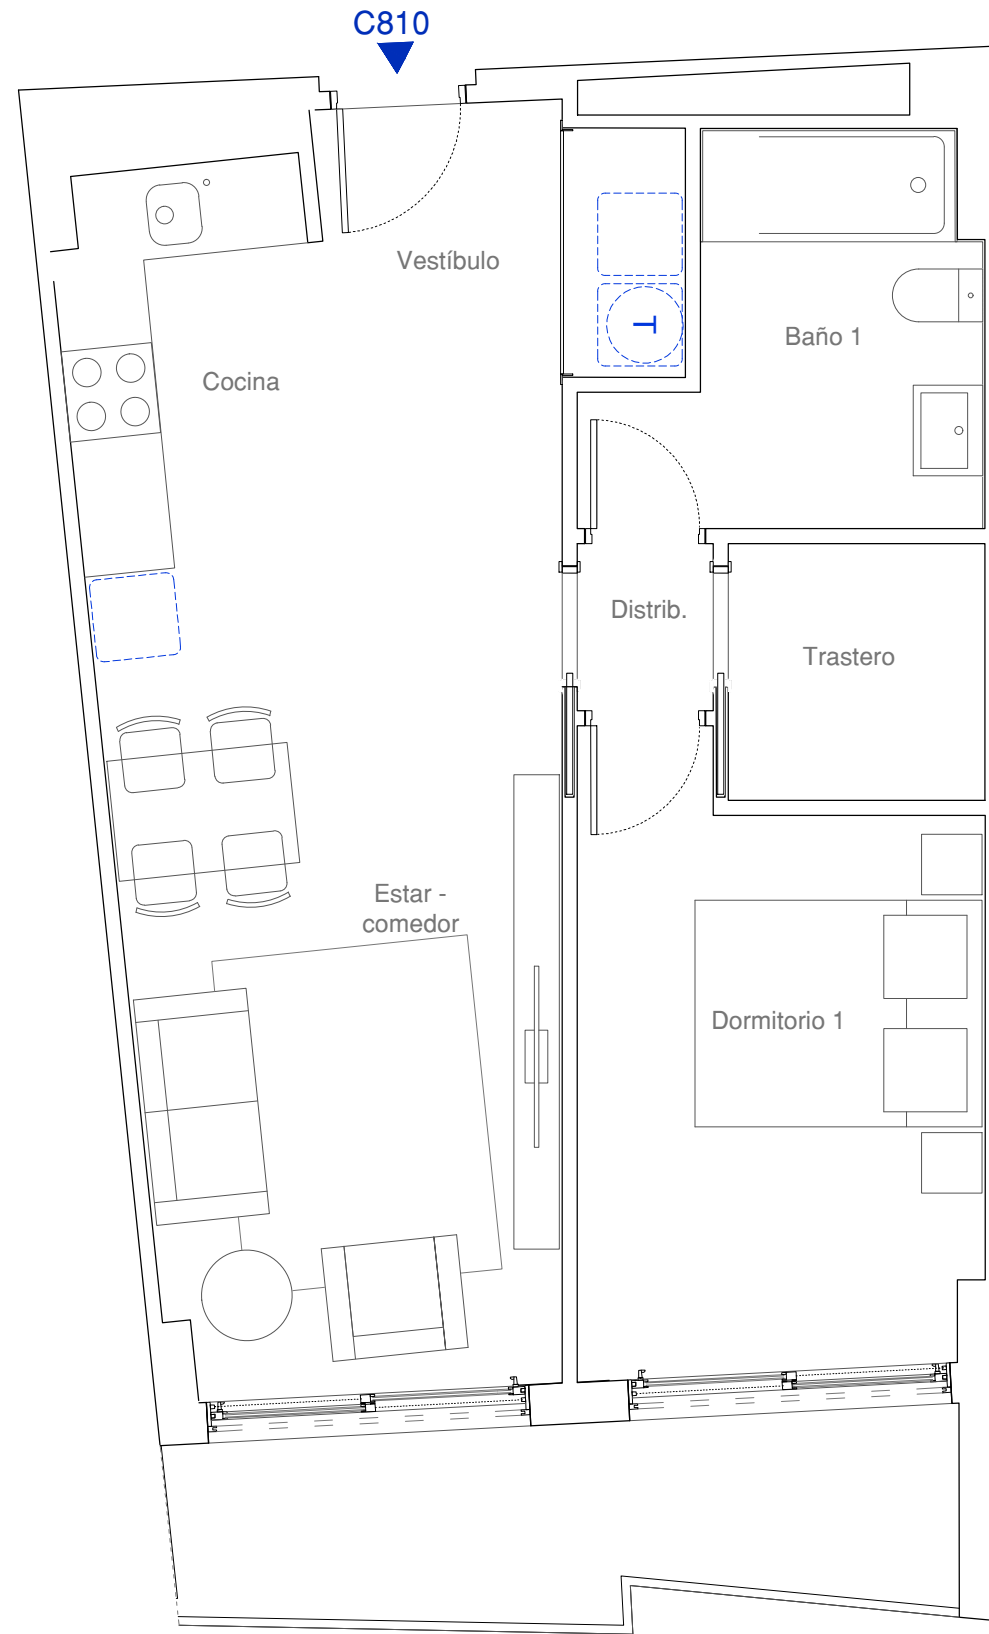 C810
Vestíbulo
Baño 1
T
Cocina
Distrib.
Trastero
Estar -
comedor
Dormitorio 1